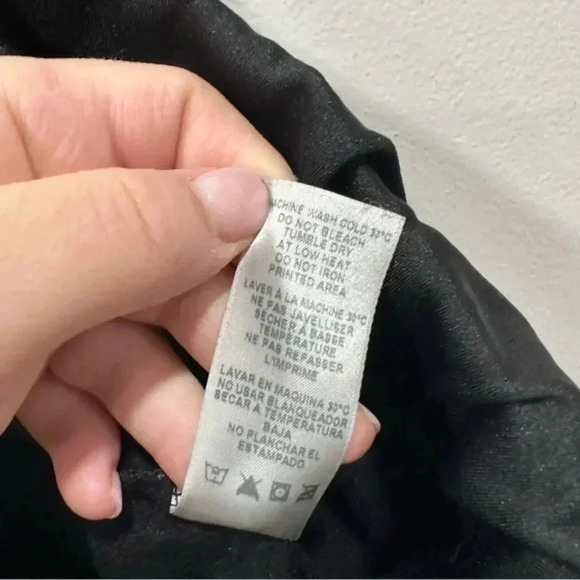 MACHINE WASH COLD 30°C
DO NOT BLEACH
TUMBLE DRY
AT LOW HEAT
DO NOT IRON
PRINTED AREA
LAVER À LA MACHINE 30°C
NE PAS JAVELLISER
SÉCHER À BASSE
TEMPÉRATURE
NE PAS REPASSER
L'IMPRIME
LAVAR EN MAQUINA 30°C
NO USAR BLANQUEADOR
SECAR A TEMPERATURA
BAJA
NO PLANCHAR EL
ESTAMPADO